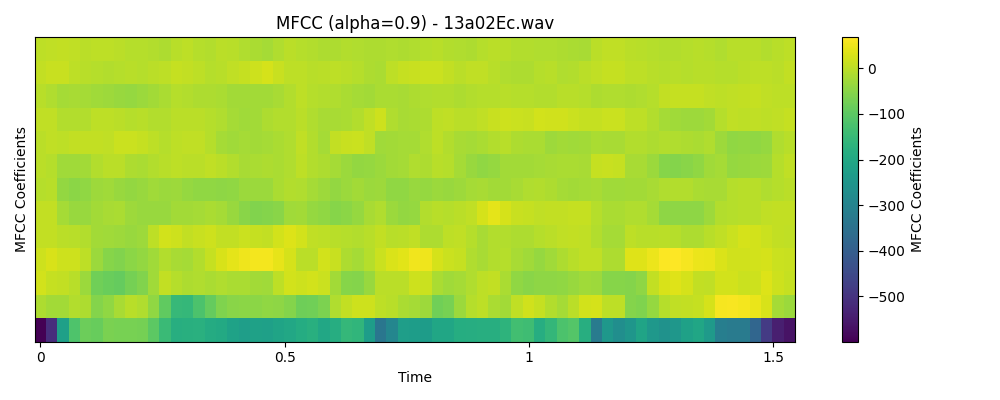 MFCC (alpha=0.9) - 13a02Ec.wav
MFCC Coefficients
0
0.5
1
1.5
Time
0
−100
−200
−300
−400
−500
MFCC Coefficients